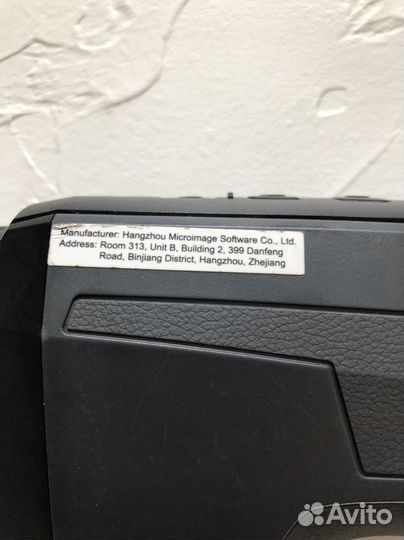 Manufacturer: Hangzhou Microimage Software Co., Ltd.
Address: Room 313, Unit B, Building 2, 399 Danfeng
Road, Binjiang District, Hangzhou, Zhejiang
Avito